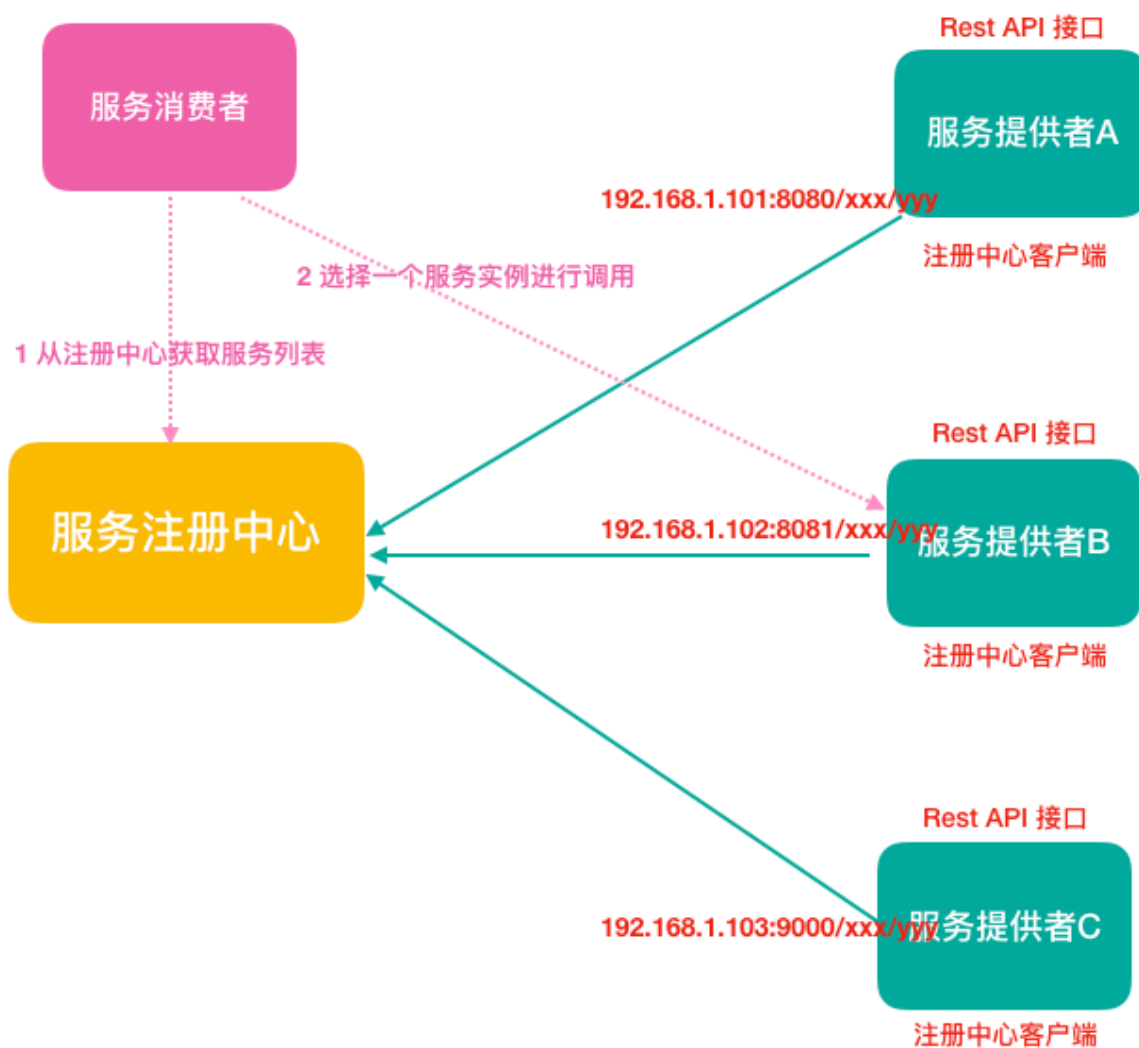 Rest API 接口
服务消费者
服务提供者A
192.168.1.101:8080/xxx/yyy
注册中心客户端
2 选择一个服务实例进行调用
1 从注册中心获取服务列表
Rest API 接口
服务注册中心
192.168.1.102:8081/xxx/yyy
服务提供者B
注册中心客户端
Rest API 接口
192.168.1.103:9000/xxx/yyy
服务提供者C
注册中心客户端